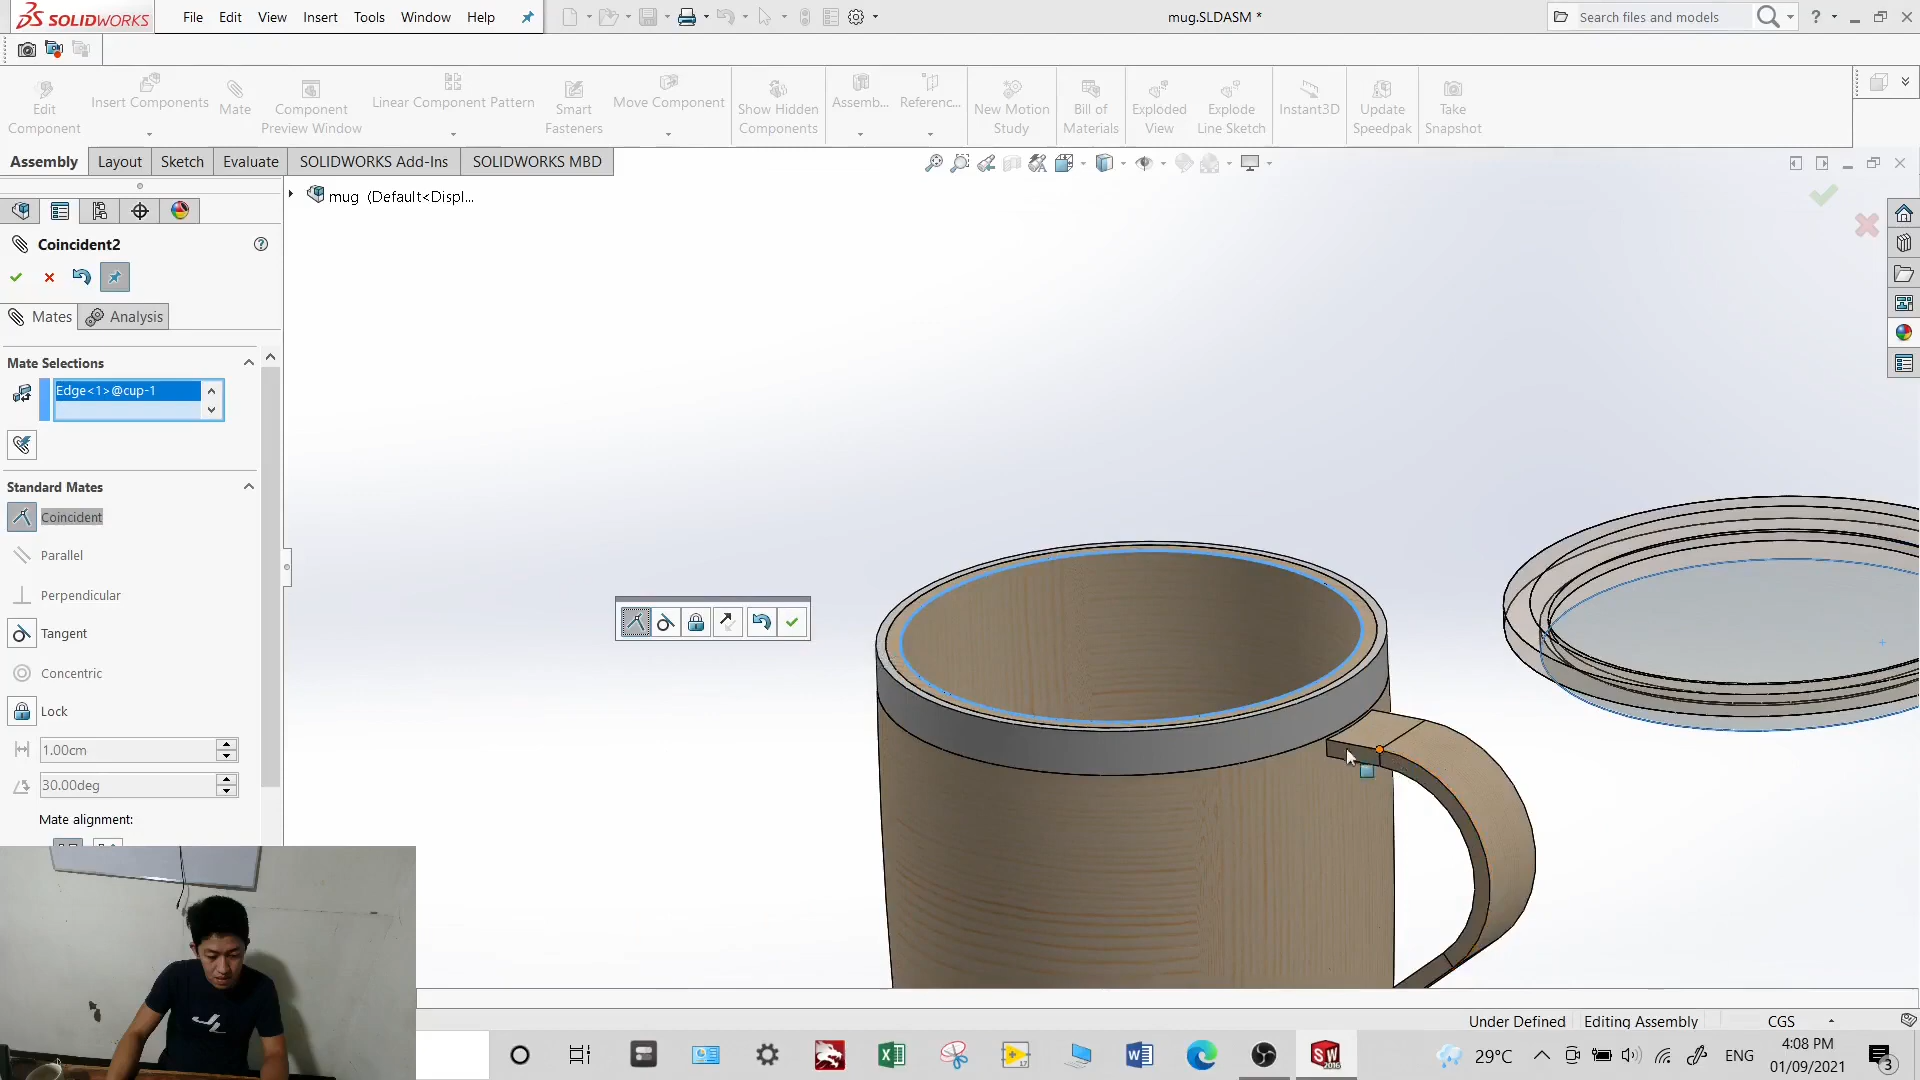 SOLIDWORKS File Edit View Insert Tools Window Help
mug.SLDASM *
Search files and models
Edit Component
Insert Components
Mate
Component Preview Window
Linear Component Pattern
Smart Fasteners
Move Component
Show Hidden Components
Assemb...
Referenc...
New Motion Study
Bill of Materials
Exploded View
Explode Line Sketch
Instant3D
Update Speedpak
Take Snapshot
Assembly Layout Sketch Evaluate SOLIDWORKS Add-Ins SOLIDWORKS MBD
mug (Default<Displ...
Coincident2
Mates Analysis
Mate Selections
Edge<1>@cup-1
Standard Mates
Coincident
Parallel
Perpendicular
Tangent
Concentric
Lock
1.00cm
30.00deg
Mate alignment:
Under Defined Editing Assembly CGS
29°C ENG
4:08 PM
01/09/2021
3